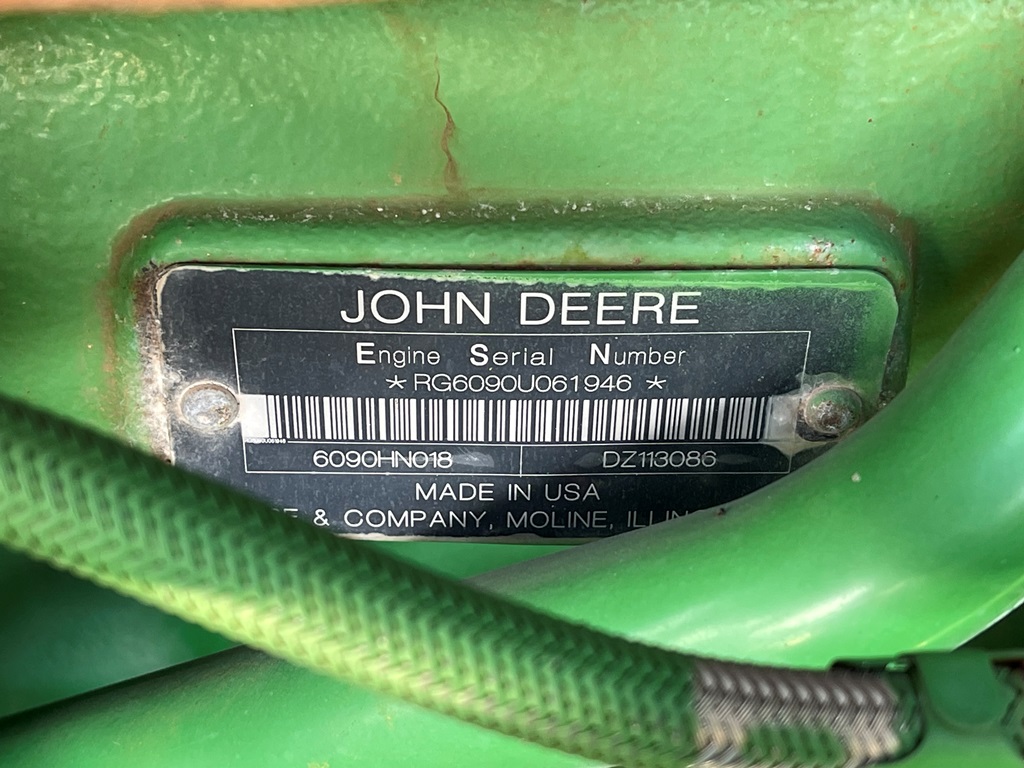 JOHN DEERE
Engine Serial Number
*RG6090U061946*
6090HN018 DZ113086
MADE IN USA
& COMPANY, MOLINE,